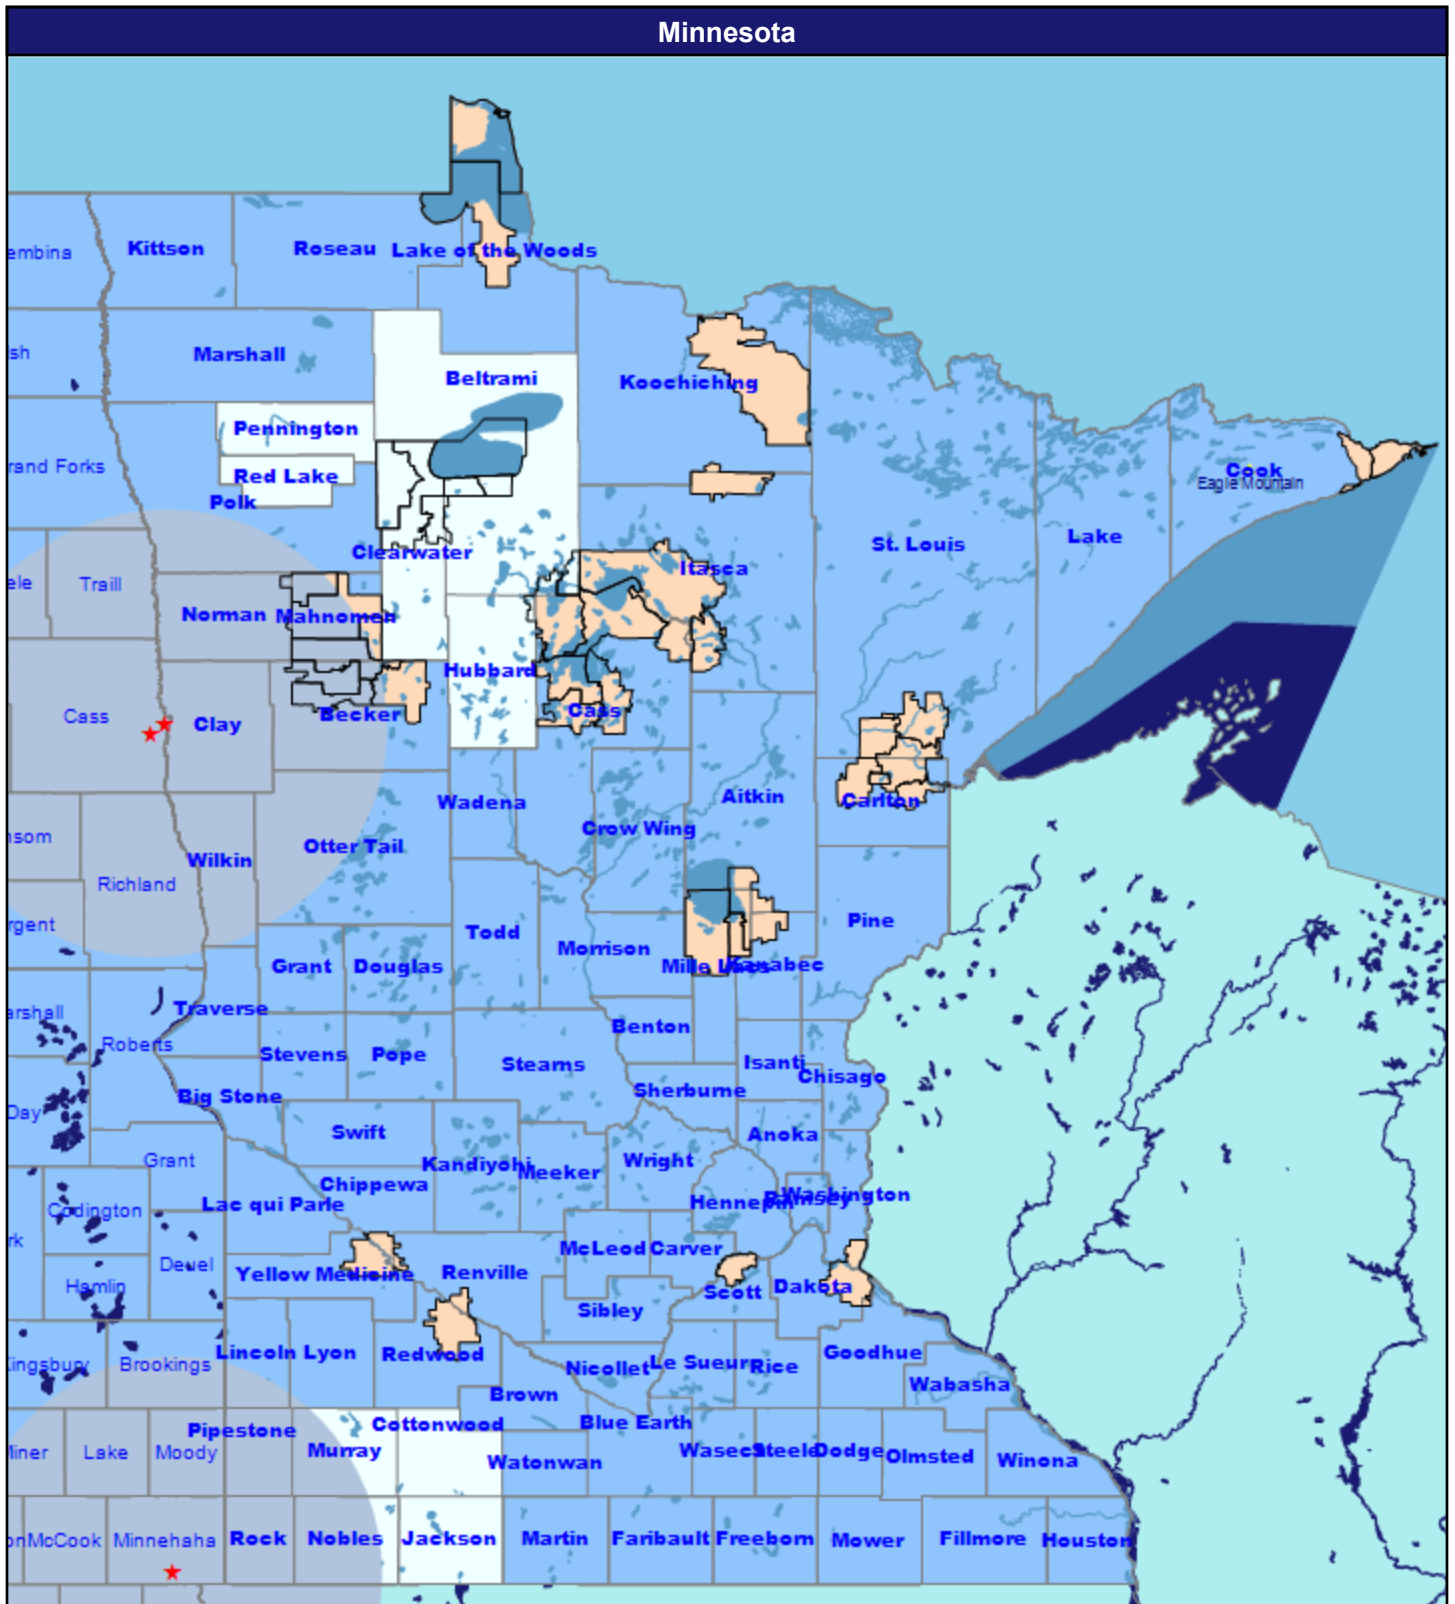 Minnesota
embina
Kittson
Roseau
Lake of the Woods
sh
Marshall
Beltrami
Koochiching
Pennington
rand Forks
Red Lake
Cook
Eagle Mountain
Polk
Lake
St. Louis
Clearwater
Itasca
ele
Traill
Norman
Mahnomen
Hubbard
Cass
Clay
Becker
Cass
Wadena
Aitkin
Carlton
nsom
Crow Wing
Otter Tail
Wilkin
Richland
rgent
Todd
Pine
Morrison
Grant
Douglas
Mille Lacs
Kanabec
arshall
Traverse
Benton
Roberts
Stevens
Pope
Stearns
Isanti
Chisago
Sherburne
Big Stone
Day
Swift
Anoka
Grant
Kandiyohi
Meeker
Wright
Chippewa
Lac qui Parle
Hennepin
Ramsey
Washington
Codington
rk
McLeod
Carver
Deuel
Yellow Medicine
Renville
Hamlin
Scott
Dakota
Sibley
Kingsbury
Brookings
Lincoln
Lyon
Redwood
Nicollet
Le Sueur
Rice
Goodhue
Brown
Wabasha
Pipestone
Cottonwood
Blue Earth
Miner
Lake
Moody
Murray
Watonwan
Waseca
Steele
Dodge
Olmsted
Winona
on
McCook
Minnehaha
Rock
Nobles
Jackson
Martin
Faribault
Freeborn
Mower
Fillmore
Houston